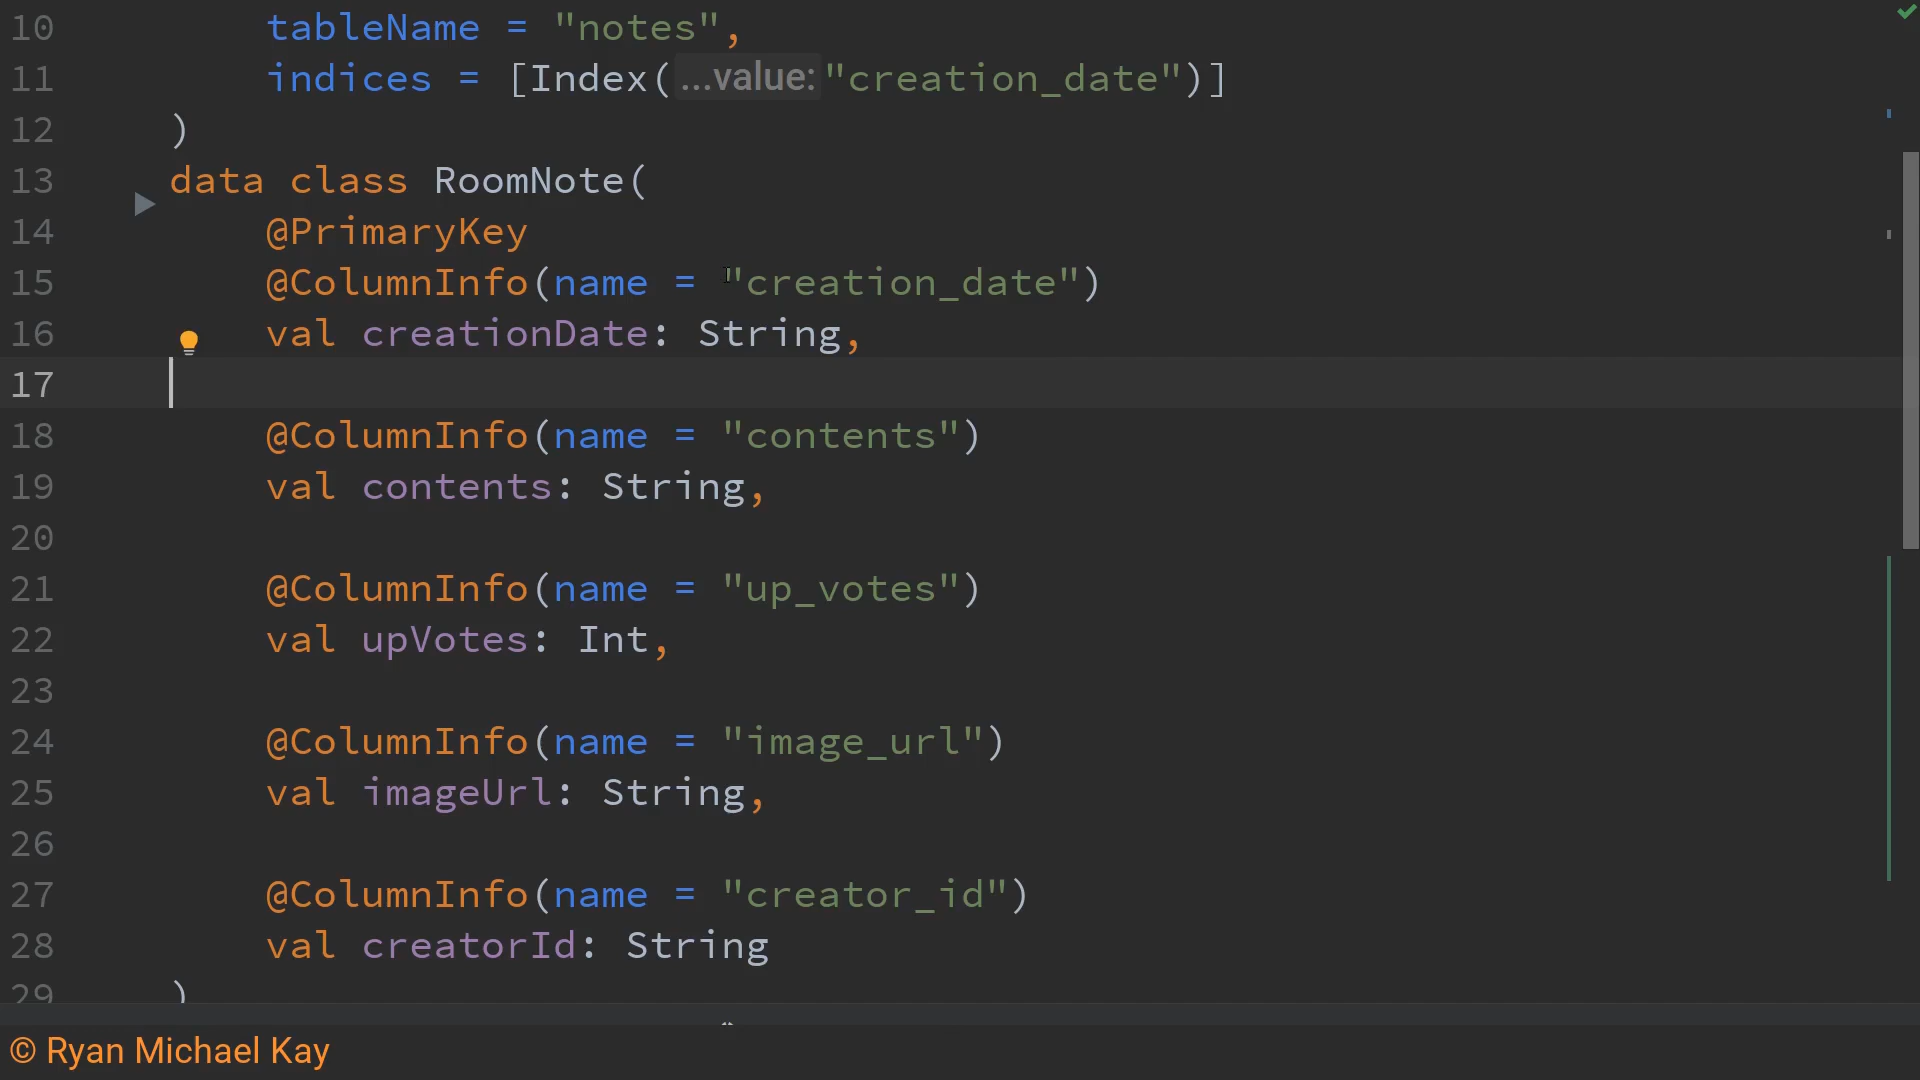 10 tableName = "notes",
11 indices = [Index(...value: "creation_date")]
12 )
13 data class RoomNote(
14 @PrimaryKey
15 @ColumnInfo(name = "creation_date")
16 val creationDate: String,
17
18 @ColumnInfo(name = "contents")
19 val contents: String,
20
21 @ColumnInfo(name = "up_votes")
22 val upVotes: Int,
23
24 @ColumnInfo(name = "image_url")
25 val imageUrl: String,
26
27 @ColumnInfo(name = "creator_id")
28 val creatorId: String
29 )
© Ryan Michael Kay